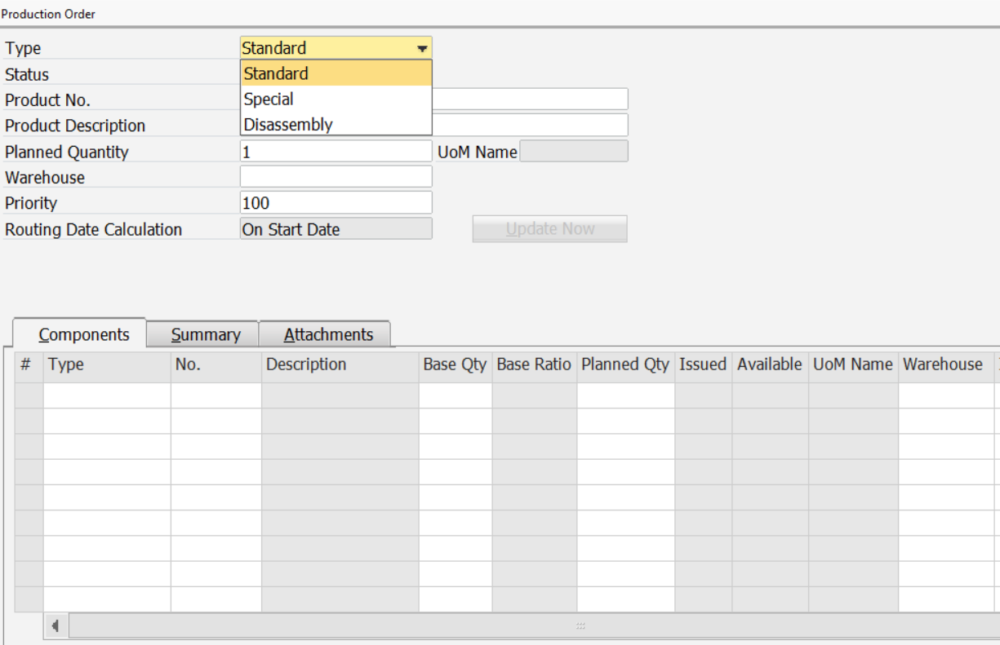 Production Order
Type Standard
Status Standard
Product No. Special
Product Description Disassembly
Planned Quantity 1 UoM Name
Warehouse
Priority 100
Routing Date Calculation On Start Date Update Now
Components Summary Attachments
# Type No. Description Base Qty Base Ratio Planned Qty Issued Available UoM Name Warehouse